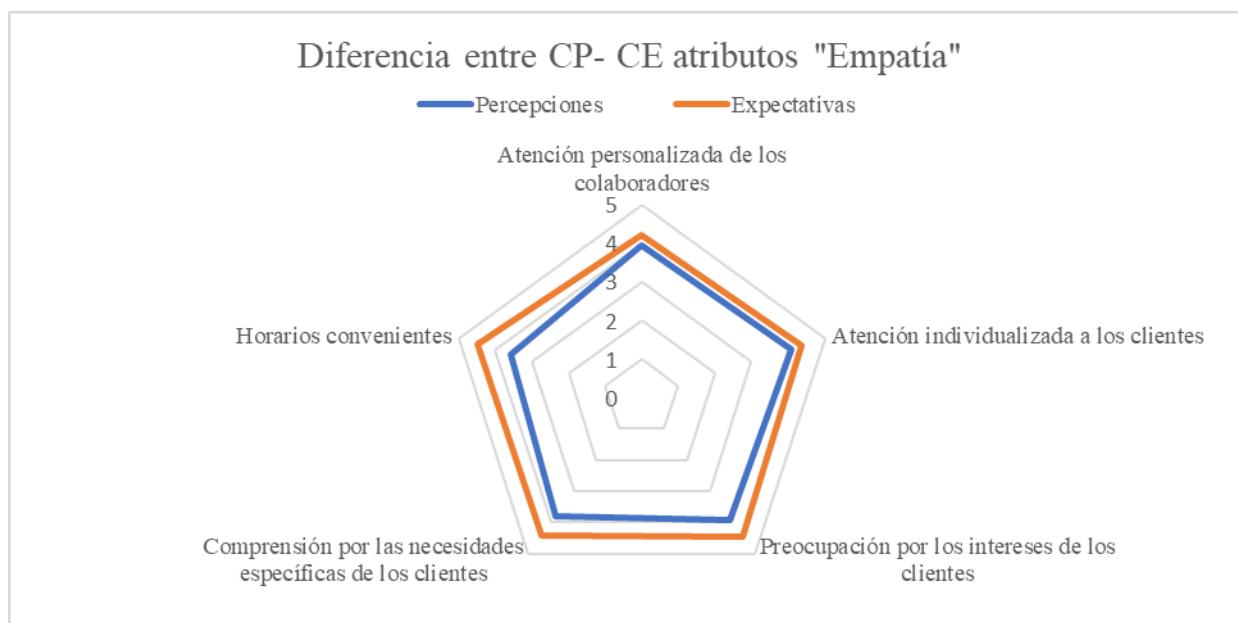 Diferencia entre CP- CE atributos "Empatía"
Percepciones
Expectativas
Atención personalizada de los
colaboradores
5
4
3
2
1
0
Horarios convenientes
Atención individualizada a los clientes
Comprensión por las necesidades
específicas de los clientes
Preocupación por los intereses de los
clientes